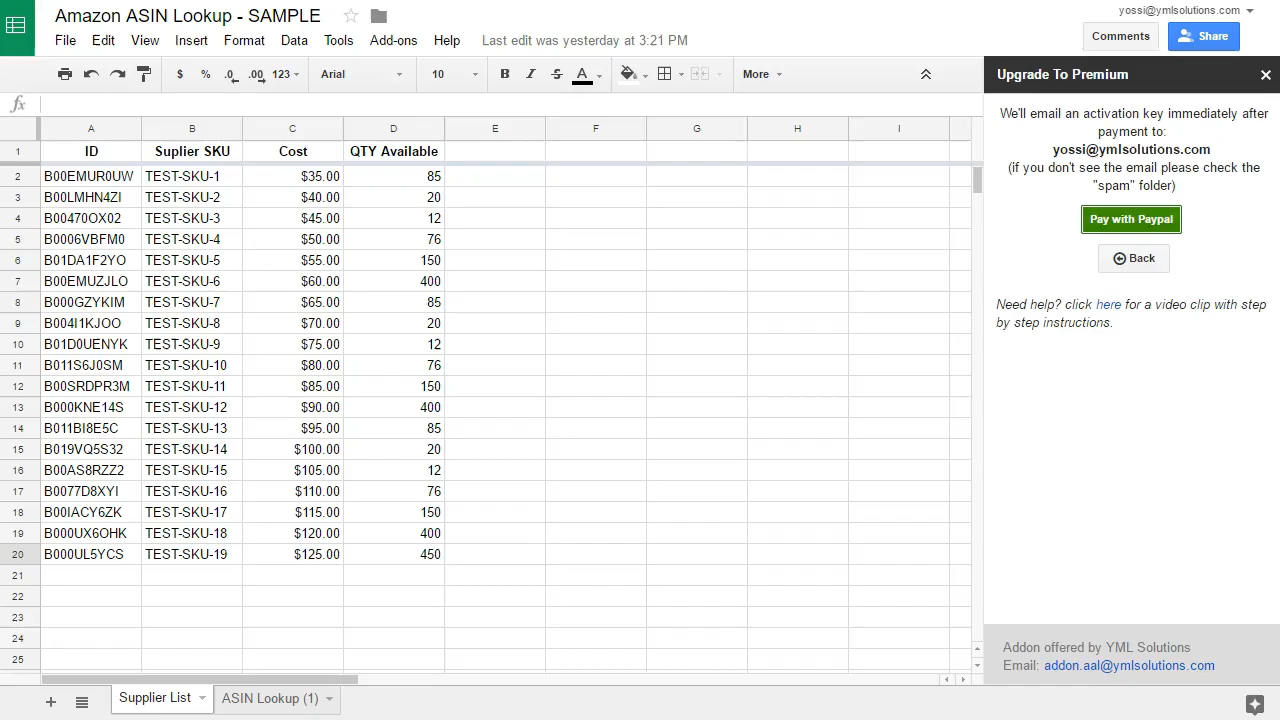 Amazon ASIN Lookup - SAMPLE
yossi@ymlsolutions.com
File Edit View Insert Format Data Tools Add-ons Help Last edit was yesterday at 3:21 PM
Comments Share
$ % .0 .00 123 Arial 10 B I S A More
Upgrade To Premium
fx
We'll email an activation key immediately after
payment to:
yossi@ymlsolutions.com
(if you don't see the email please check the
"spam" folder)
Pay with Paypal
Back
Need help? click here for a video clip with step
by step instructions.
A B C D E F G H I
1 ID Suplier SKU Cost QTY Available
2 B00EMUR0UW TEST-SKU-1 $35.00 85
3 B00LMHN4ZI TEST-SKU-2 $40.00 20
4 B00470OX02 TEST-SKU-3 $45.00 12
5 B0006VBFM0 TEST-SKU-4 $50.00 76
6 B01DA1F2YO TEST-SKU-5 $55.00 150
7 B00EMUZJLO TEST-SKU-6 $60.00 400
8 B000GZYKIM TEST-SKU-7 $65.00 85
9 B004I1KJOO TEST-SKU-8 $70.00 20
10 B01D0UENYK TEST-SKU-9 $75.00 12
11 B011S6J0SM TEST-SKU-10 $80.00 76
12 B00SRDPR3M TEST-SKU-11 $85.00 150
13 B000KNE14S TEST-SKU-12 $90.00 400
14 B011BI8E5C TEST-SKU-13 $95.00 85
15 B019VQ5S32 TEST-SKU-14 $100.00 20
16 B00AS8RZZ2 TEST-SKU-15 $105.00 12
17 B0077D8XYI TEST-SKU-16 $110.00 76
18 B00IACY6ZK TEST-SKU-17 $115.00 150
19 B000UX6OHK TEST-SKU-18 $120.00 400
20 B000UL5YCS TEST-SKU-19 $125.00 450
21
22
23
24
25
Addon offered by YML Solutions
Email: addon.aal@ymlsolutions.com
Supplier List ASIN Lookup (1)